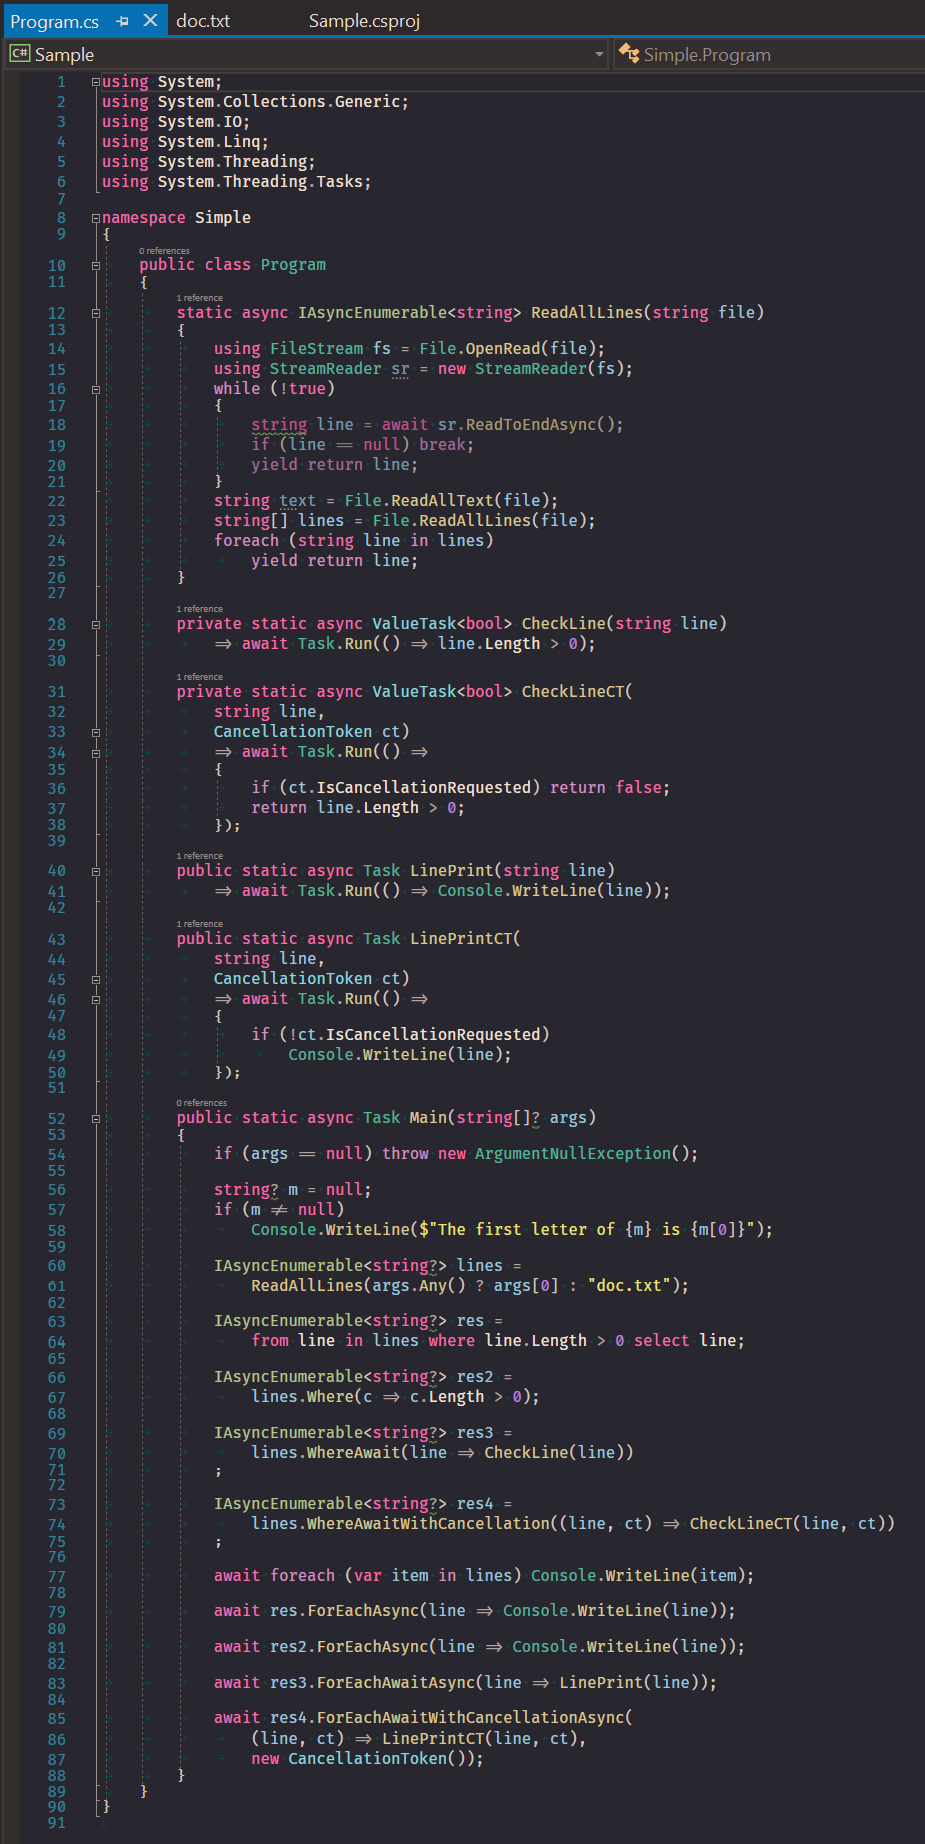 Program.cs doc.txt Sample.csproj
C# Sample Simple.Program
1 using System;
2 using System.Collections.Generic;
3 using System.IO;
4 using System.Linq;
5 using System.Threading;
6 using System.Threading.Tasks;
7
8 namespace Simple
9 {
0 references
10 public class Program
11 {
1 reference
12 static async IAsyncEnumerable<string> ReadAllLines(string file)
13 {
14 using FileStream fs = File.OpenRead(file);
15 using StreamReader sr = new StreamReader(fs);
16 while (!true)
17 {
18 string line = await sr.ReadToEndAsync();
19 if (line == null) break;
20 yield return line;
21 }
22 string text = File.ReadAllText(file);
23 string[] lines = File.ReadAllLines(file);
24 foreach (string line in lines)
25 yield return line;
26 }
27
1 reference
28 private static async ValueTask<bool> CheckLine(string line)
29 => await Task.Run(() => line.Length > 0);
30
1 reference
31 private static async ValueTask<bool> CheckLineCT(
32 string line,
33 CancellationToken ct)
34 => await Task.Run(() =>
35 {
36 if (ct.IsCancellationRequested) return false;
37 return line.Length > 0;
38 });
39
1 reference
40 public static async Task LinePrint(string line)
41 => await Task.Run(() => Console.WriteLine(line));
42
1 reference
43 public static async Task LinePrintCT(
44 string line,
45 CancellationToken ct)
46 => await Task.Run(() =>
47 {
48 if (!ct.IsCancellationRequested)
49 Console.WriteLine(line);
50 });
51
0 references
52 public static async Task Main(string[]? args)
53 {
54 if (args == null) throw new ArgumentNullException();
55
56 string? m = null;
57 if (m != null)
58 Console.WriteLine($"The first letter of {m} is {m[0]}");
59
60 IAsyncEnumerable<string?> lines =
61 ReadAllLines(args.Any() ? args[0] : "doc.txt");
62
63 IAsyncEnumerable<string?> res =
64 from line in lines where line.Length > 0 select line;
65
66 IAsyncEnumerable<string?> res2 =
67 lines.Where(c => c.Length > 0);
68
69 IAsyncEnumerable<string?> res3 =
70 lines.WhereAwait(line => CheckLine(line))
71 ;
72
73 IAsyncEnumerable<string?> res4 =
74 lines.WhereAwaitWithCancellation((line, ct) => CheckLineCT(line, ct))
75 ;
76
77 await foreach (var item in lines) Console.WriteLine(item);
78
79 await res.ForEachAsync(line => Console.WriteLine(line));
80
81 await res2.ForEachAsync(line => Console.WriteLine(line));
82
83 await res3.ForEachAwaitAsync(line => LinePrint(line));
84
85 await res4.ForEachAwaitWithCancellationAsync(
86 (line, ct) => LinePrintCT(line, ct),
87 new CancellationToken());
88 }
89 }
90 }
91